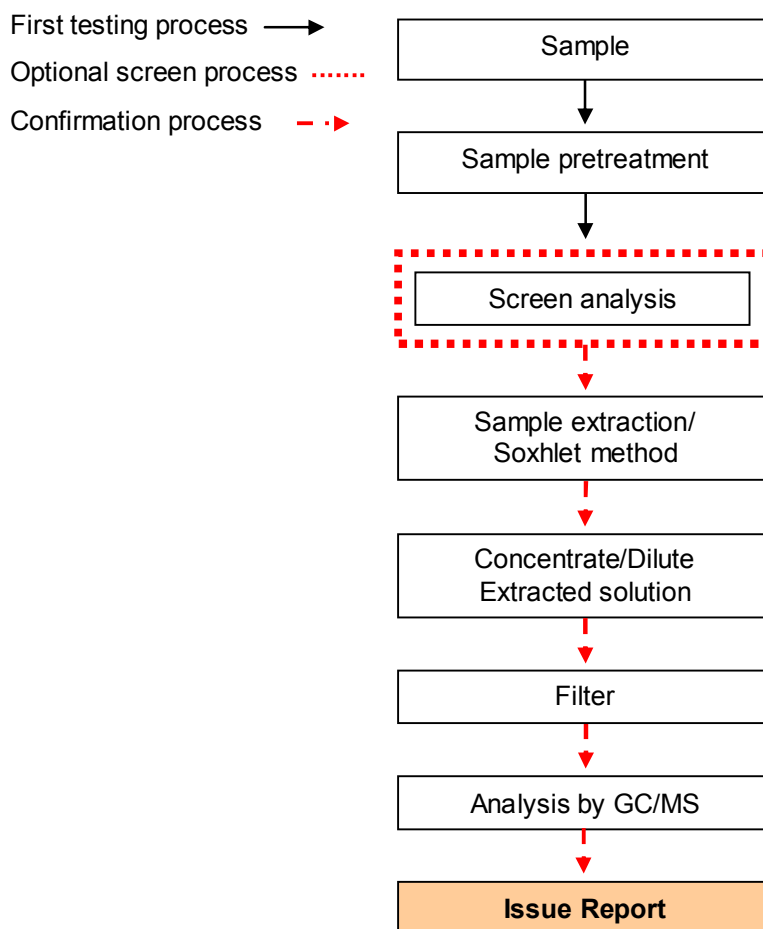 First testing process
Optional screen process
Confirmation process
Sample
Sample pretreatment
Screen analysis
Sample extraction/
Soxhlet method
Concentrate/Dilute
Extracted solution
Filter
Analysis by GC/MS
Issue Report